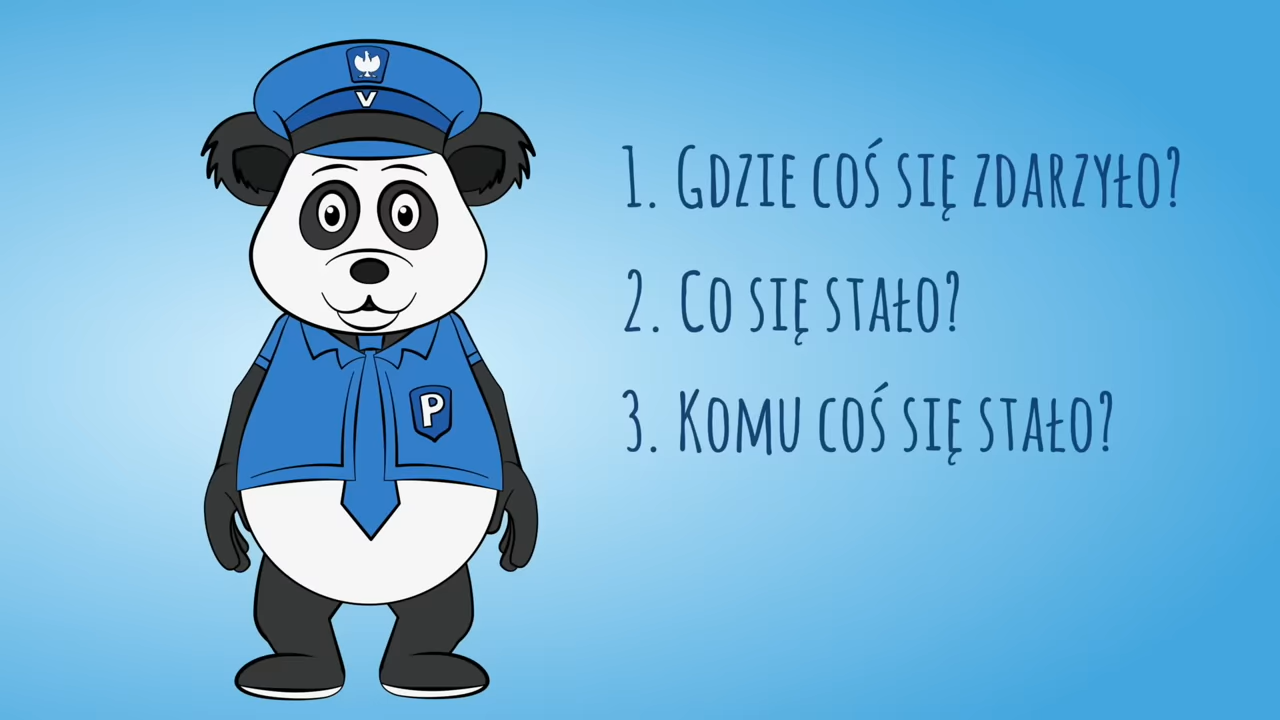 V
P
1. Gdzie coś się zdarzyło?
2. Co się stało?
3. Komu coś się stało?